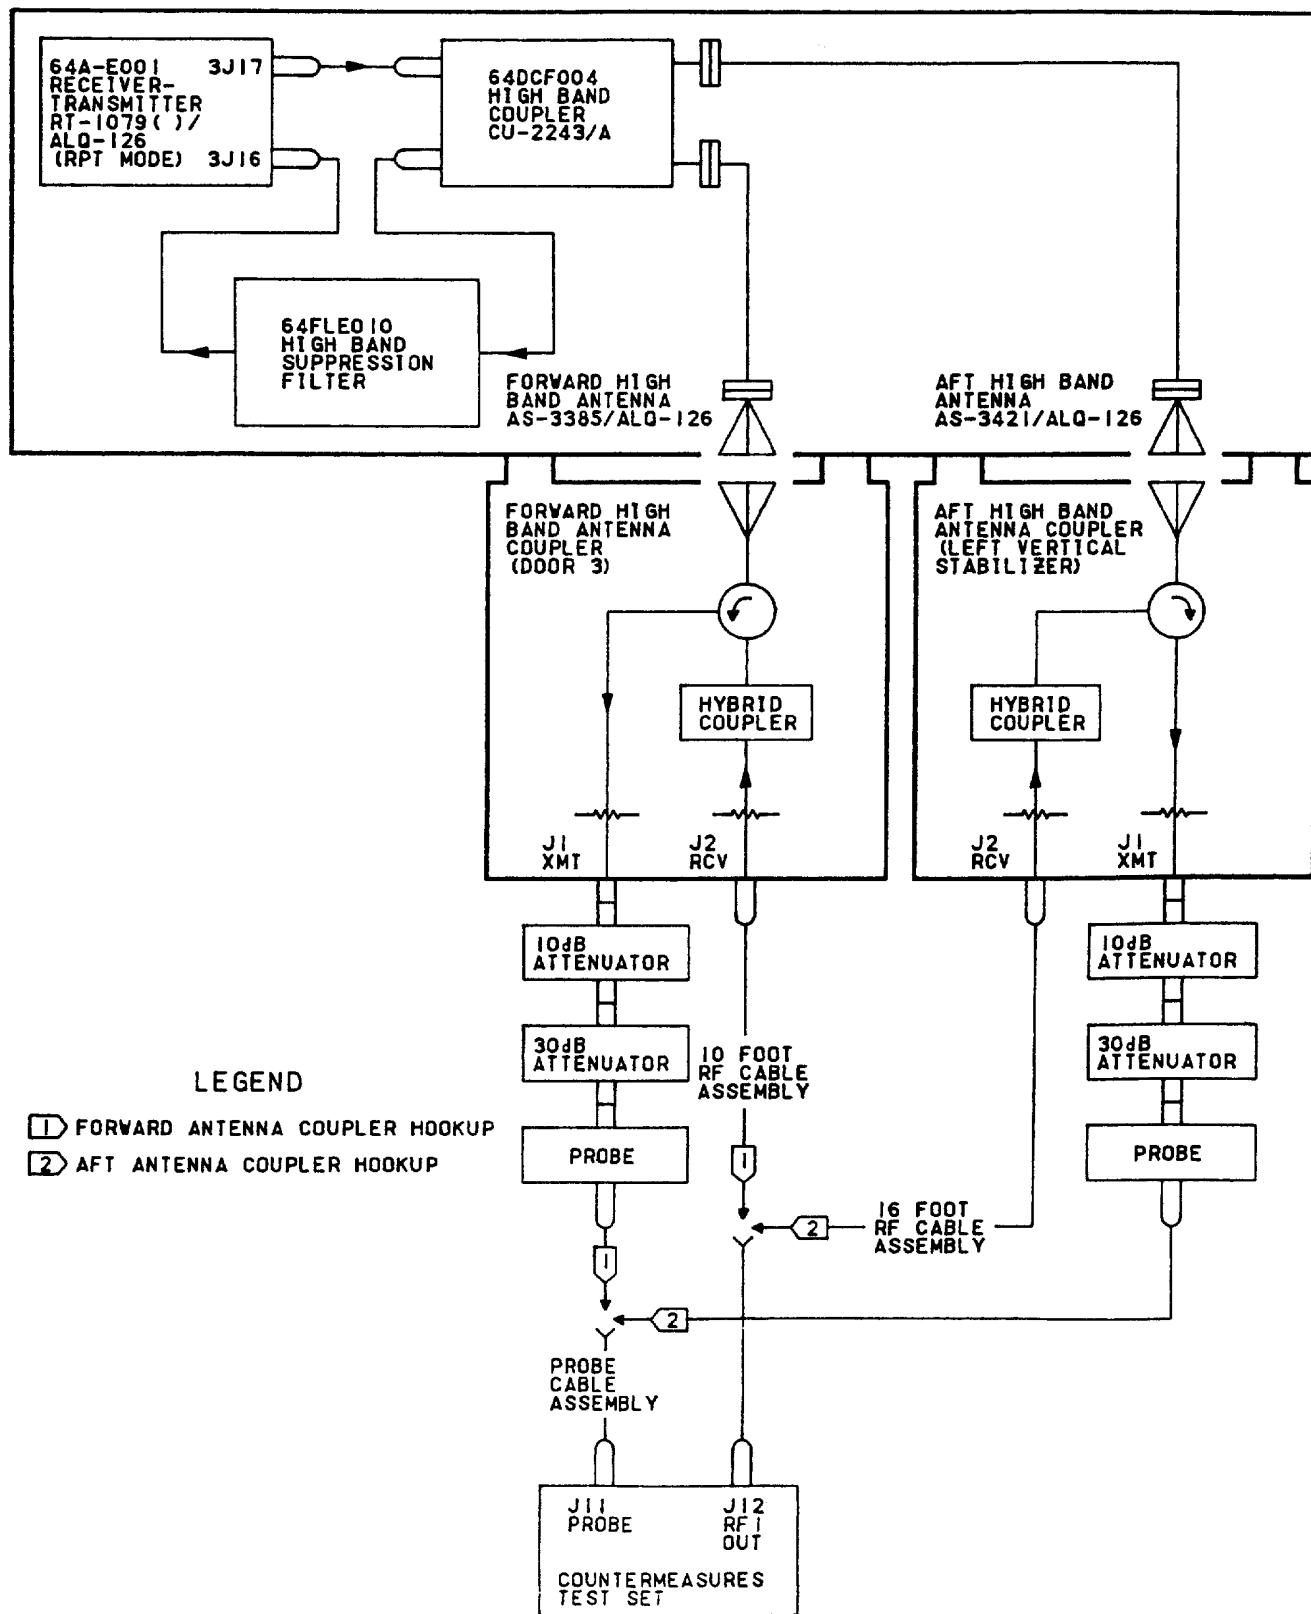 64A-E001 3J17
RECEIVER-
TRANSMITTER
RT-1079( )/
ALQ-126
(RPT MODE) 3J16
64DCF004
HIGH BAND
COUPLER
CU-2243/A
64FLE010
HIGH BAND
SUPPRESSION
FILTER
FORWARD HIGH
BAND ANTENNA
AS-3385/ALQ-126
AFT HIGH BAND
ANTENNA
AS-3421/ALQ-126
FORWARD HIGH
BAND ANTENNA
COUPLER
(DOOR 3)
AFT HIGH BAND
ANTENNA COUPLER
(LEFT VERTICAL
STABILIZER)
HYBRID
COUPLER
HYBRID
COUPLER
J1
XMT
J2
RCV
J2
RCV
J1
XMT
10dB
ATTENUATOR
10dB
ATTENUATOR
30dB
ATTENUATOR
10 FOOT
RF CABLE
ASSEMBLY
30dB
ATTENUATOR
LEGEND
1 FORWARD ANTENNA COUPLER HOOKUP
2 AFT ANTENNA COUPLER HOOKUP
PROBE
1
PROBE
16 FOOT
RF CABLE
ASSEMBLY
2
1
2
PROBE
CABLE
ASSEMBLY
J11
PROBE
J12
RF1
OUT
COUNTERMEASURES
TEST SET